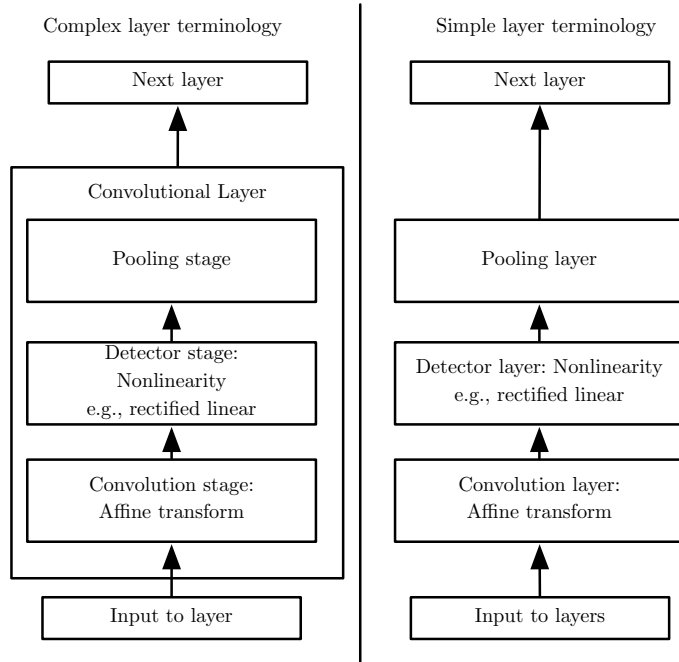 Complex layer terminology
Next layer
Convolutional Layer
Pooling stage
Detector stage:
Nonlinearity
e.g., rectified linear
Convolution stage:
Affine transform
Input to layer
Simple layer terminology
Next layer
Pooling layer
Detector layer: Nonlinearity
e.g., rectified linear
Convolution layer:
Affine transform
Input to layers